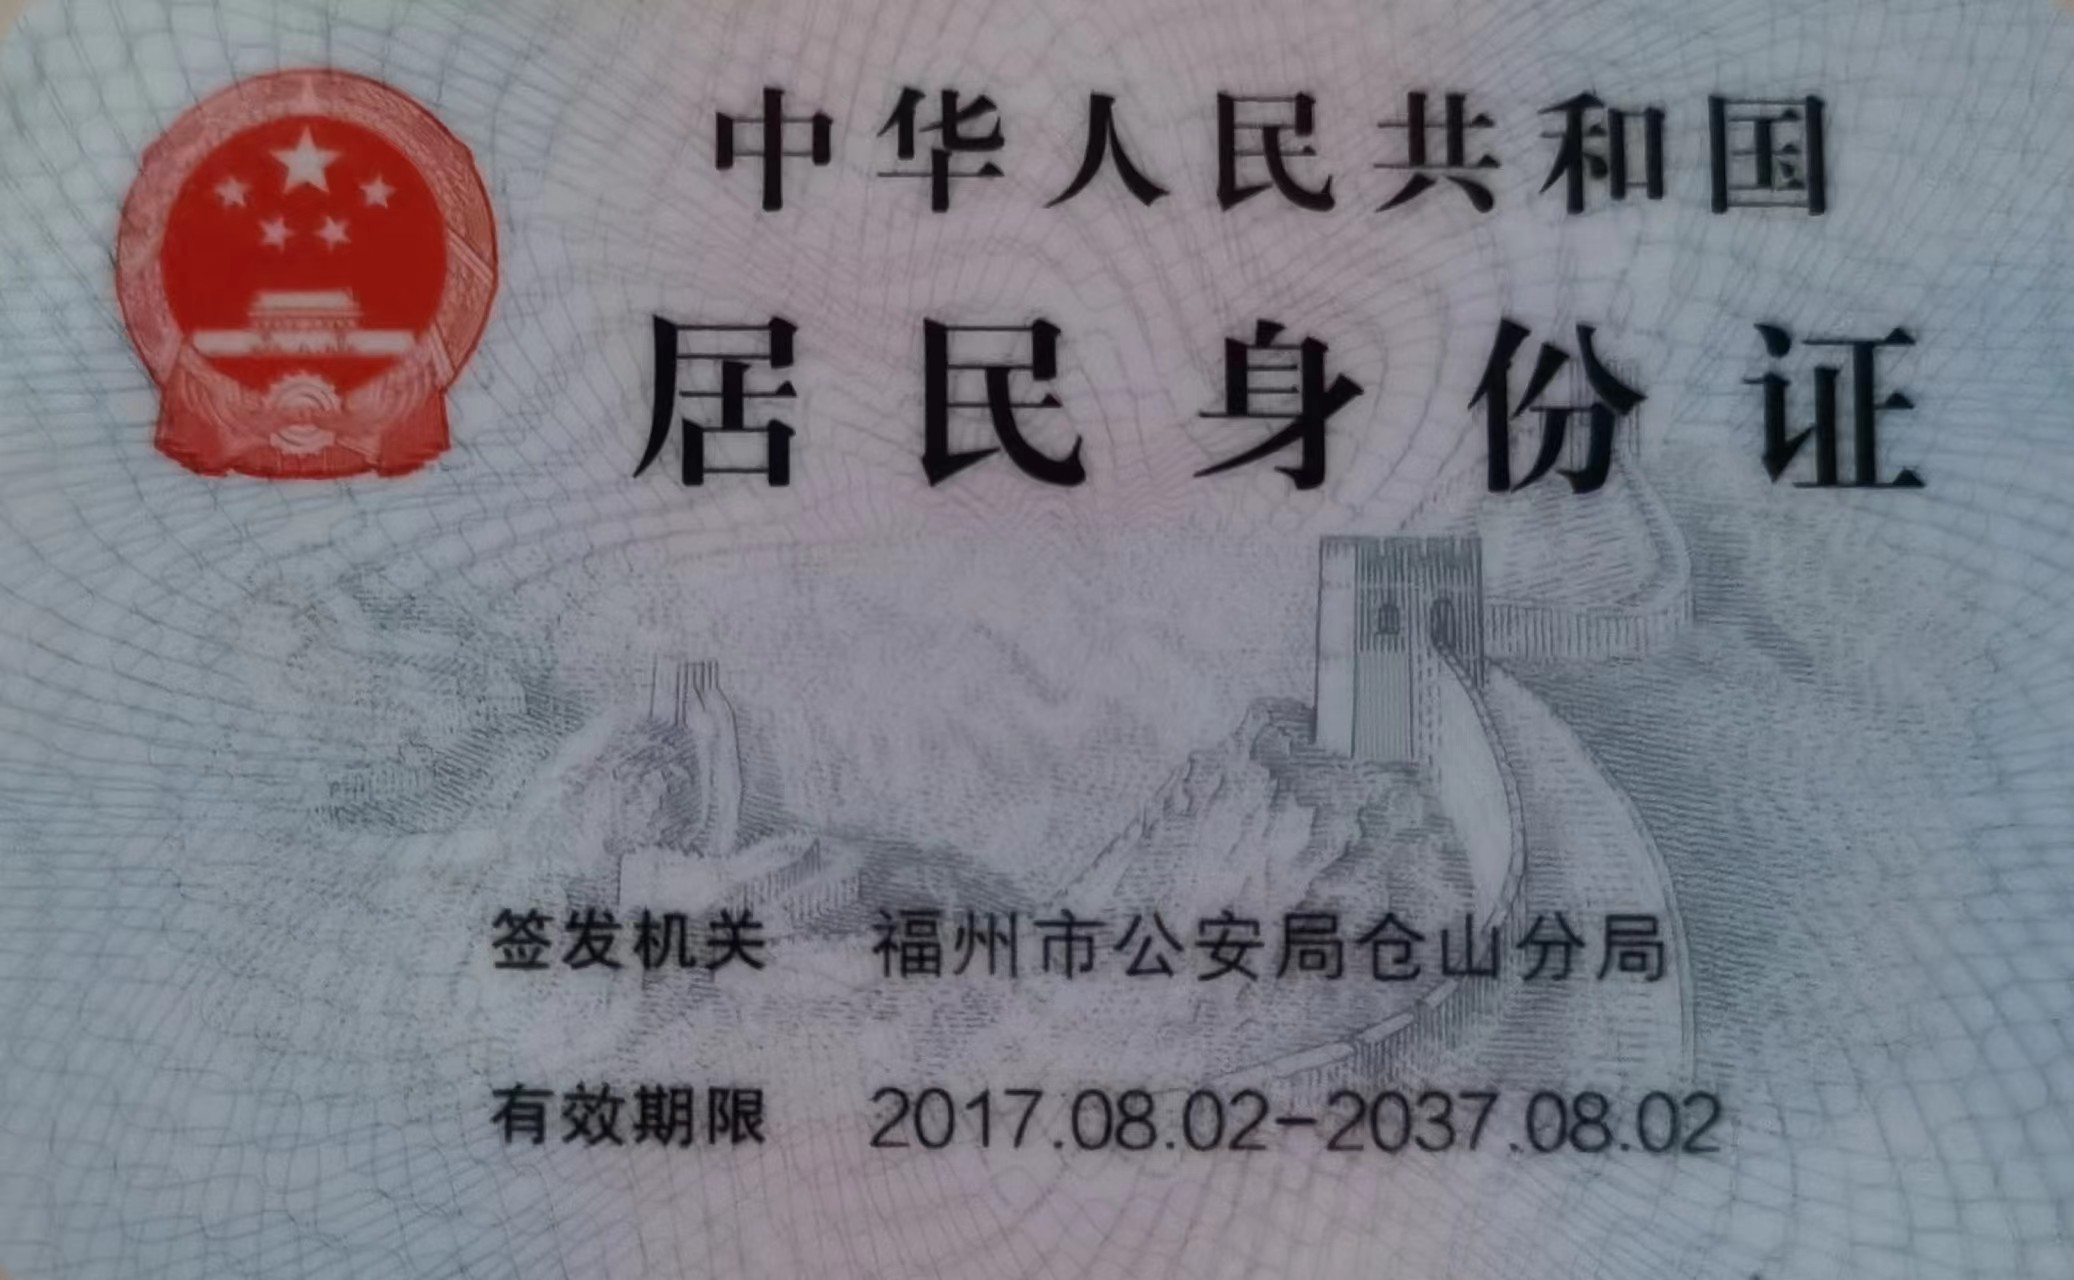 中华人民共和国
居民身份证
签发机关 福州市公安局仓山分局
有效期限 2017.08.02-2037.08.02